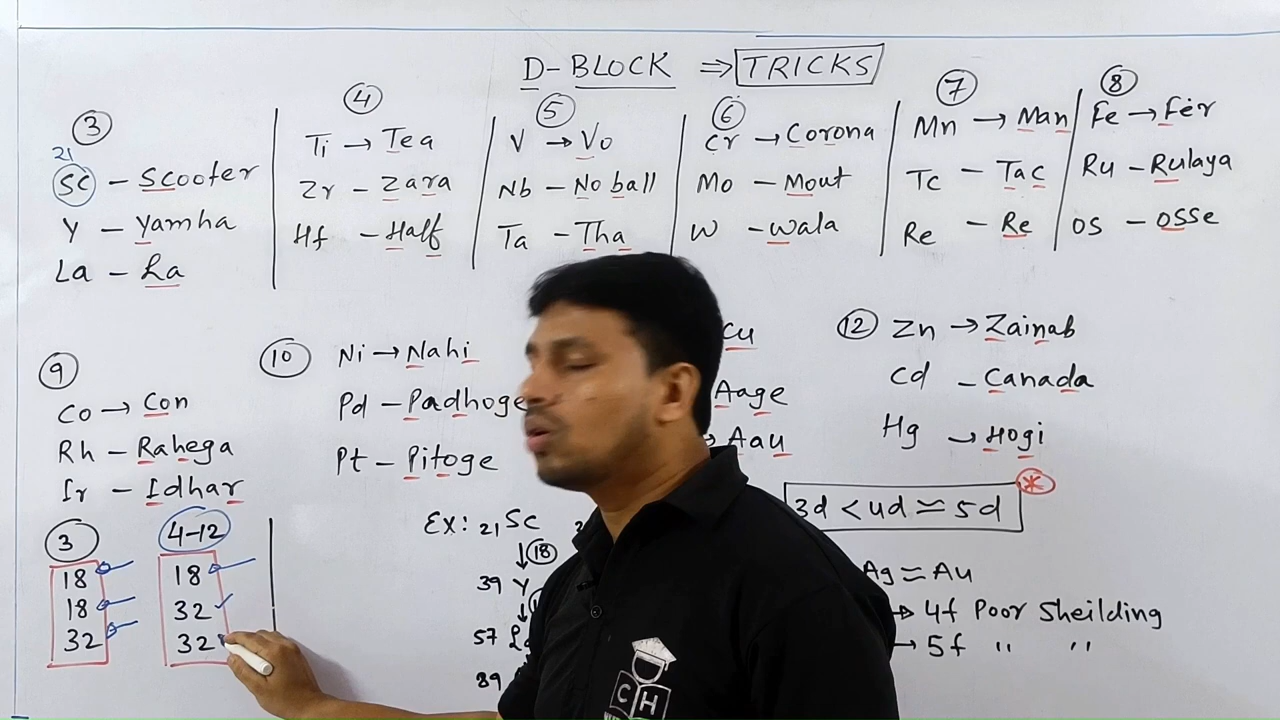 D-BLOCK ⇒ TRICKS
3
21
Sc - Scooter
Y - Yamha
La - La
4
Ti → Tea
Zr - Zara
Hf - Half
5
V → Vo
Nb - No ball
Ta - Tha
6
Cr → Corona
Mo - Mout
W - Wala
7
Mn → Man
Tc - Tac
Re - Re
8
Fe → Fer
Ru - Rulaya
OS - OSSe
9
Co → Con
Rh - Rahega
Ir - Idhar
10
Ni → Nahi
Pd - Padhoge
Pt - Pitoge
Cu
Aage
→ Aau
12
Zn → Zainab
Cd - Canada
Hg → Hogi
*
3d < 4d ≃ 5d
3
18
18
32
4-12
18
32
32
Ex: 21 Sc
↓ 18
39 Y
↓
57 La
89
Ag ≃ Au
→ 4f Poor Sheilding
→ 5f " "
C H